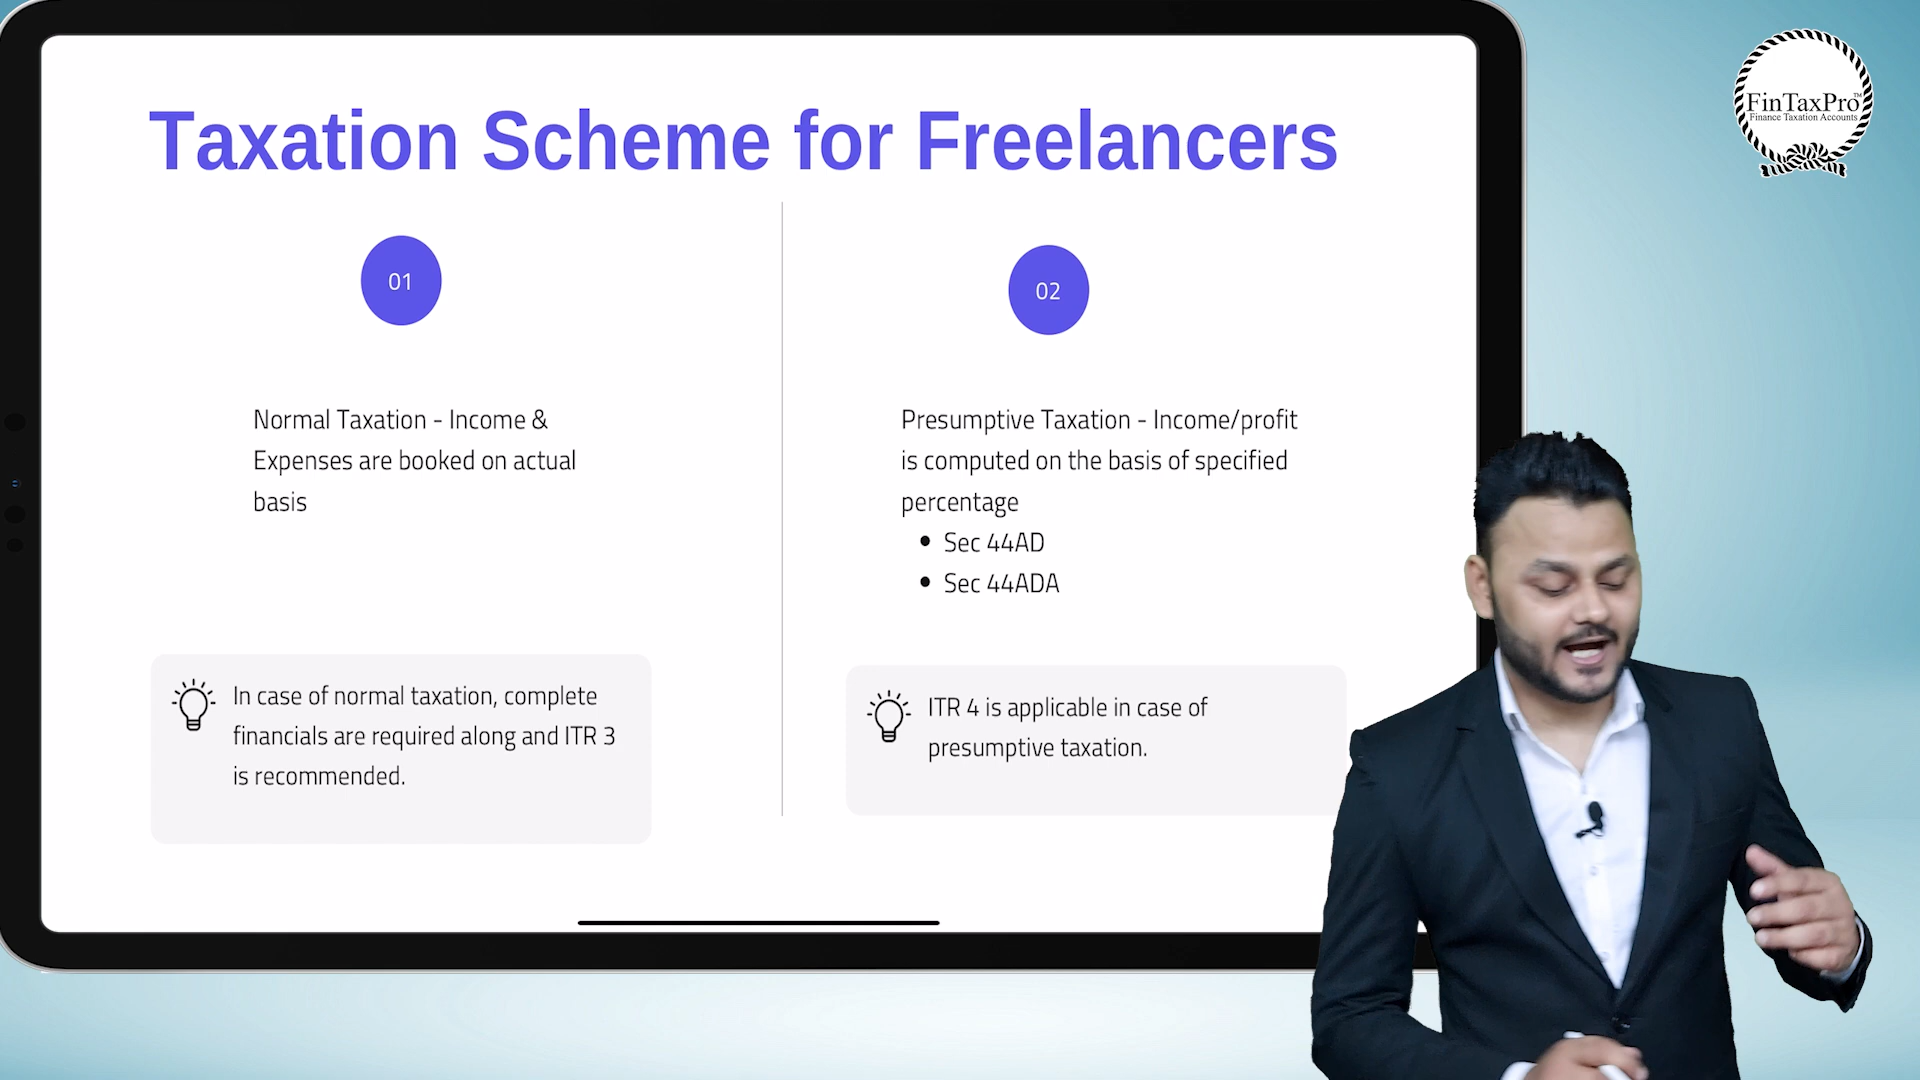 Taxation Scheme for Freelancers
01
Normal Taxation - Income &
Expenses are booked on actual
basis
In case of normal taxation, complete
financials are required along and ITR 3
is recommended.
02
Presumptive Taxation - Income/profit
is computed on the basis of specified
percentage
• Sec 44AD
• Sec 44ADA
ITR 4 is applicable in case of
presumptive taxation.
FinTaxPro™
Finance Taxation Accounts